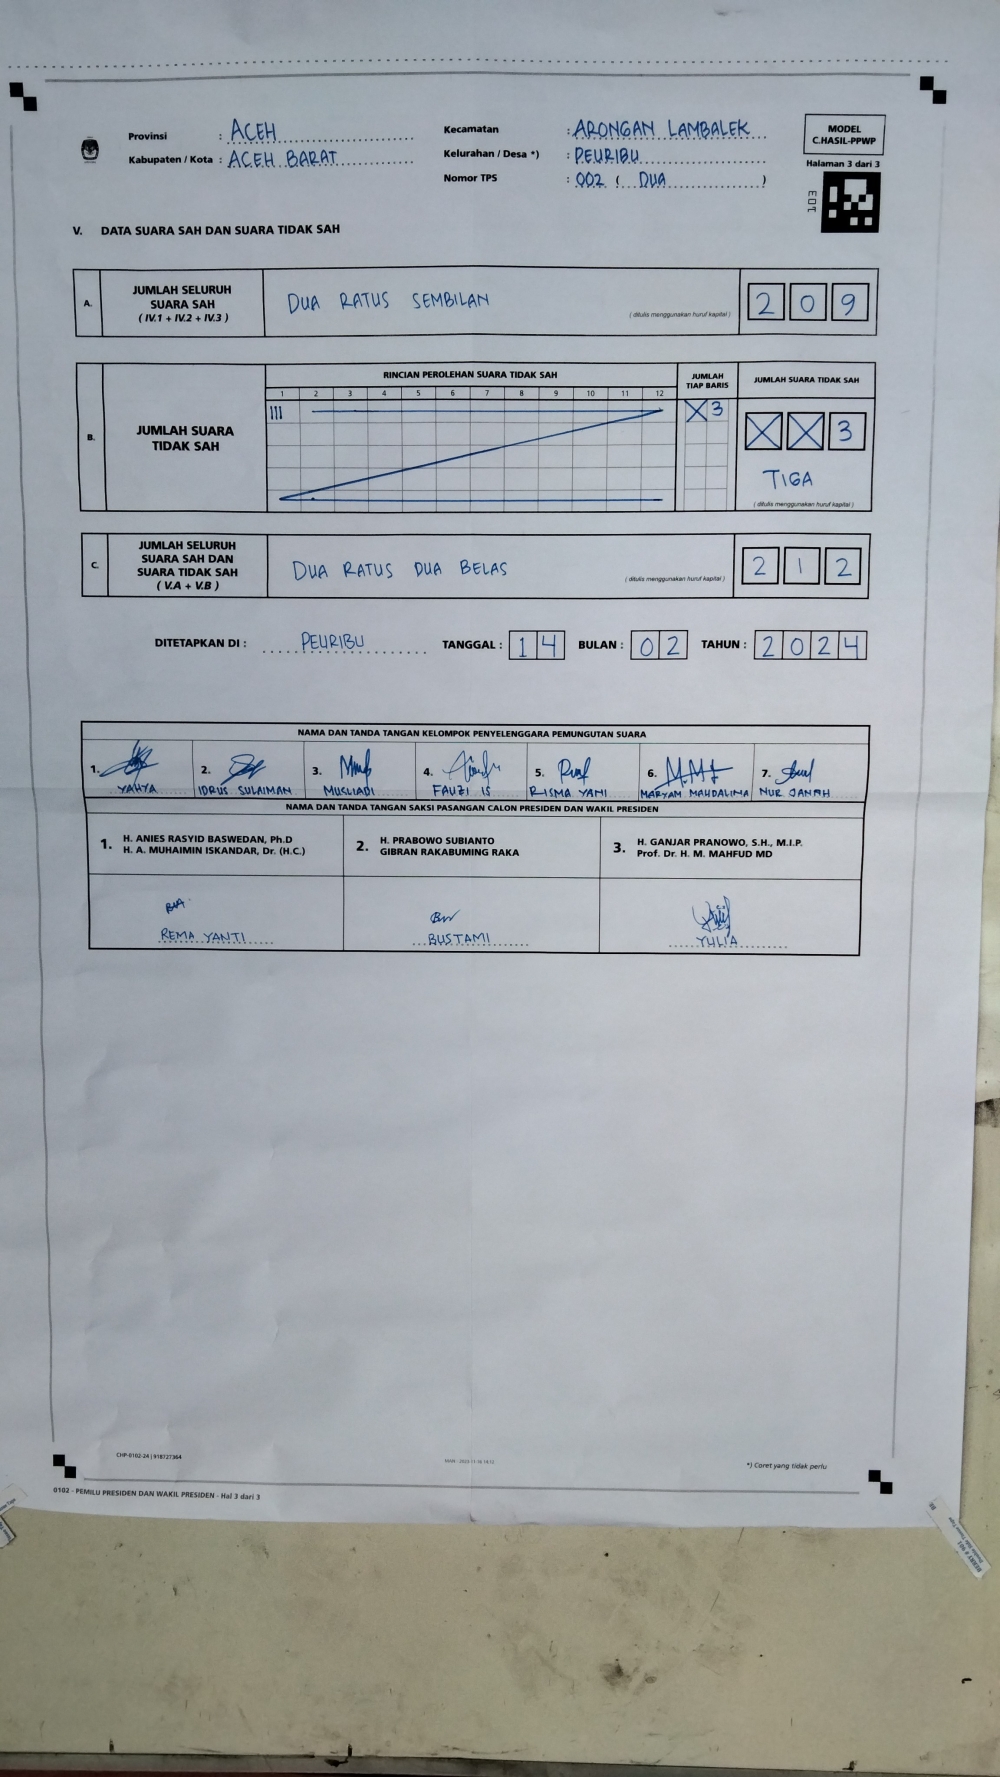 Provinsi : ACEH
Kabupaten / Kota : ACEH BARAT
Kecamatan : ARONGAN LAMBALEK
Kelurahan / Desa *) : PEURIBU
Nomor TPS : 002 ( DUA )
MODEL
C.HASIL-PPWP
Halaman 3 dari 3
103
V. DATA SUARA SAH DAN SUARA TIDAK SAH
A. JUMLAH SELURUH
SUARA SAH
( IV.1 + IV.2 + IV.3 )
DUA RATUS SEMBILAN
( ditulis menggunakan huruf kapital )
2 0 9
B. JUMLAH SUARA
TIDAK SAH
RINCIAN PEROLEHAN SUARA TIDAK SAH
1 2 3 4 5 6 7 8 9 10 11 12
III
JUMLAH
TIAP BARIS
X 3
JUMLAH SUARA TIDAK SAH
X X 3
TIGA
( ditulis menggunakan huruf kapital )
C. JUMLAH SELURUH
SUARA SAH DAN
SUARA TIDAK SAH
( V.A + V.B )
DUA RATUS DUA BELAS
( ditulis menggunakan huruf kapital )
2 1 2
DITETAPKAN DI : PEURIBU TANGGAL : 14 BULAN : 02 TAHUN : 2024
NAMA DAN TANDA TANGAN KELOMPOK PENYELENGGARA PEMUNGUTAN SUARA
1. 2. 3. 4. 5. 6. 7.
YAHYA IDRUS SULAIMAN MUSLIADI FAUZI IS RISMA YANI MARYAM MAHDALINA NUR JANAH
NAMA DAN TANDA TANGAN SAKSI PASANGAN CALON PRESIDEN DAN WAKIL PRESIDEN
1. H. ANIES RASYID BASWEDAN, Ph.D
H. A. MUHAIMIN ISKANDAR, Dr. (H.C.)
2. H. PRABOWO SUBIANTO
GIBRAN RAKABUMING RAKA
3. H. GANJAR PRANOWO, S.H., M.I.P.
Prof. Dr. H. M. MAHFUD MD
REMA YANTI
BUSTAMI
YULIA
CHP-0102-24 | 918727364
*) Coret yang tidak perlu
0102 - PEMILU PRESIDEN DAN WAKIL PRESIDEN - Hal 3 dari 3